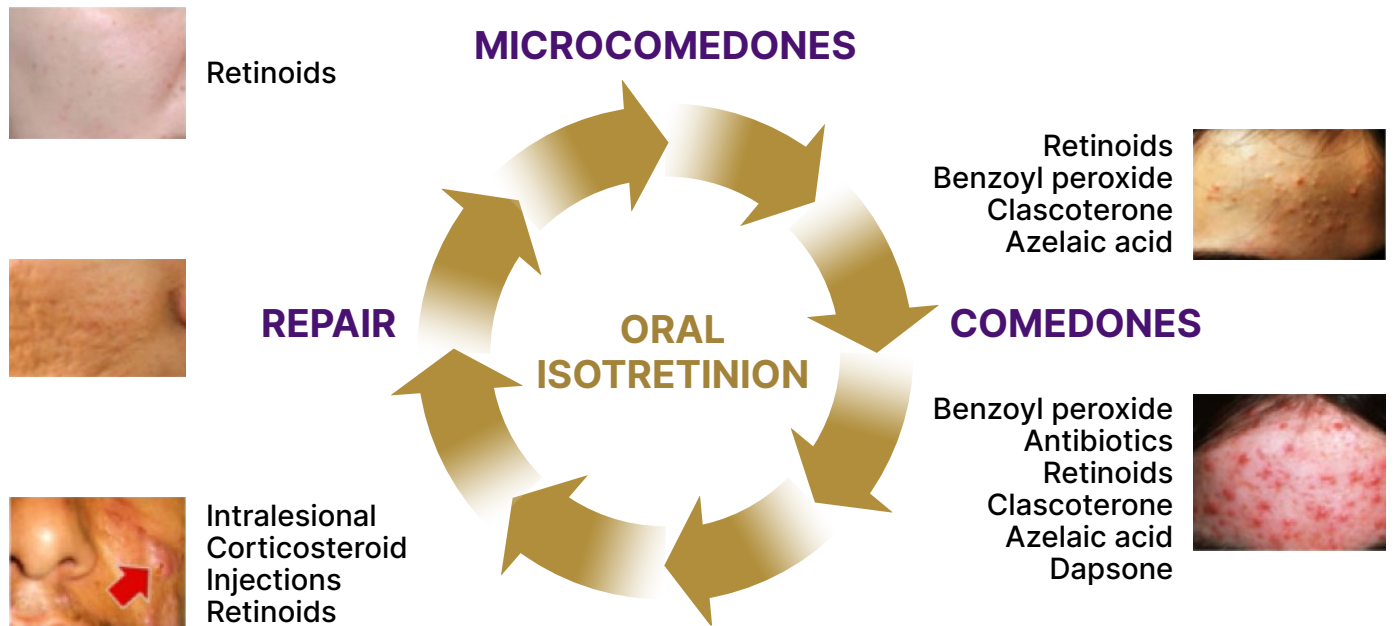 MICROCOMEDONES
Retinoids
Retinoids
Benzoyl peroxide
Clascoterone
Azelaic acid
REPAIR
ORAL
ISOTRETINION
COMEDONES
Benzoyl peroxide
Antibiotics
Retinoids
Clascoterone
Azelaic acid
Dapsone
Intralesional
Corticosteroid
Injections
Retinoids